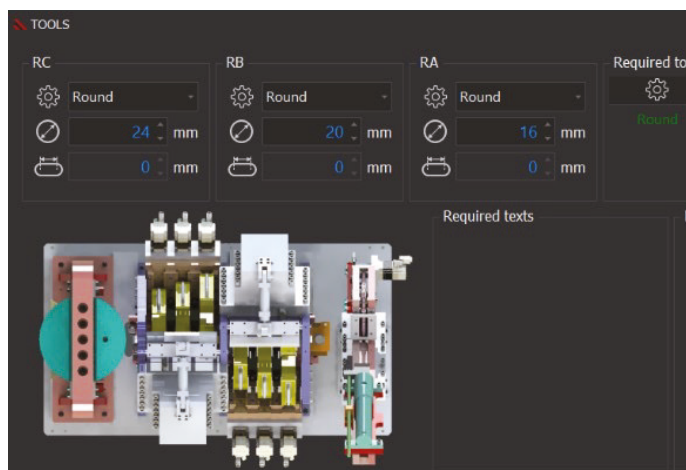 TOOLS
RC
Round
24 mm
0 mm
RB
Round
20 mm
0 mm
RA
Round
16 mm
0 mm
Required to
Round
Required texts